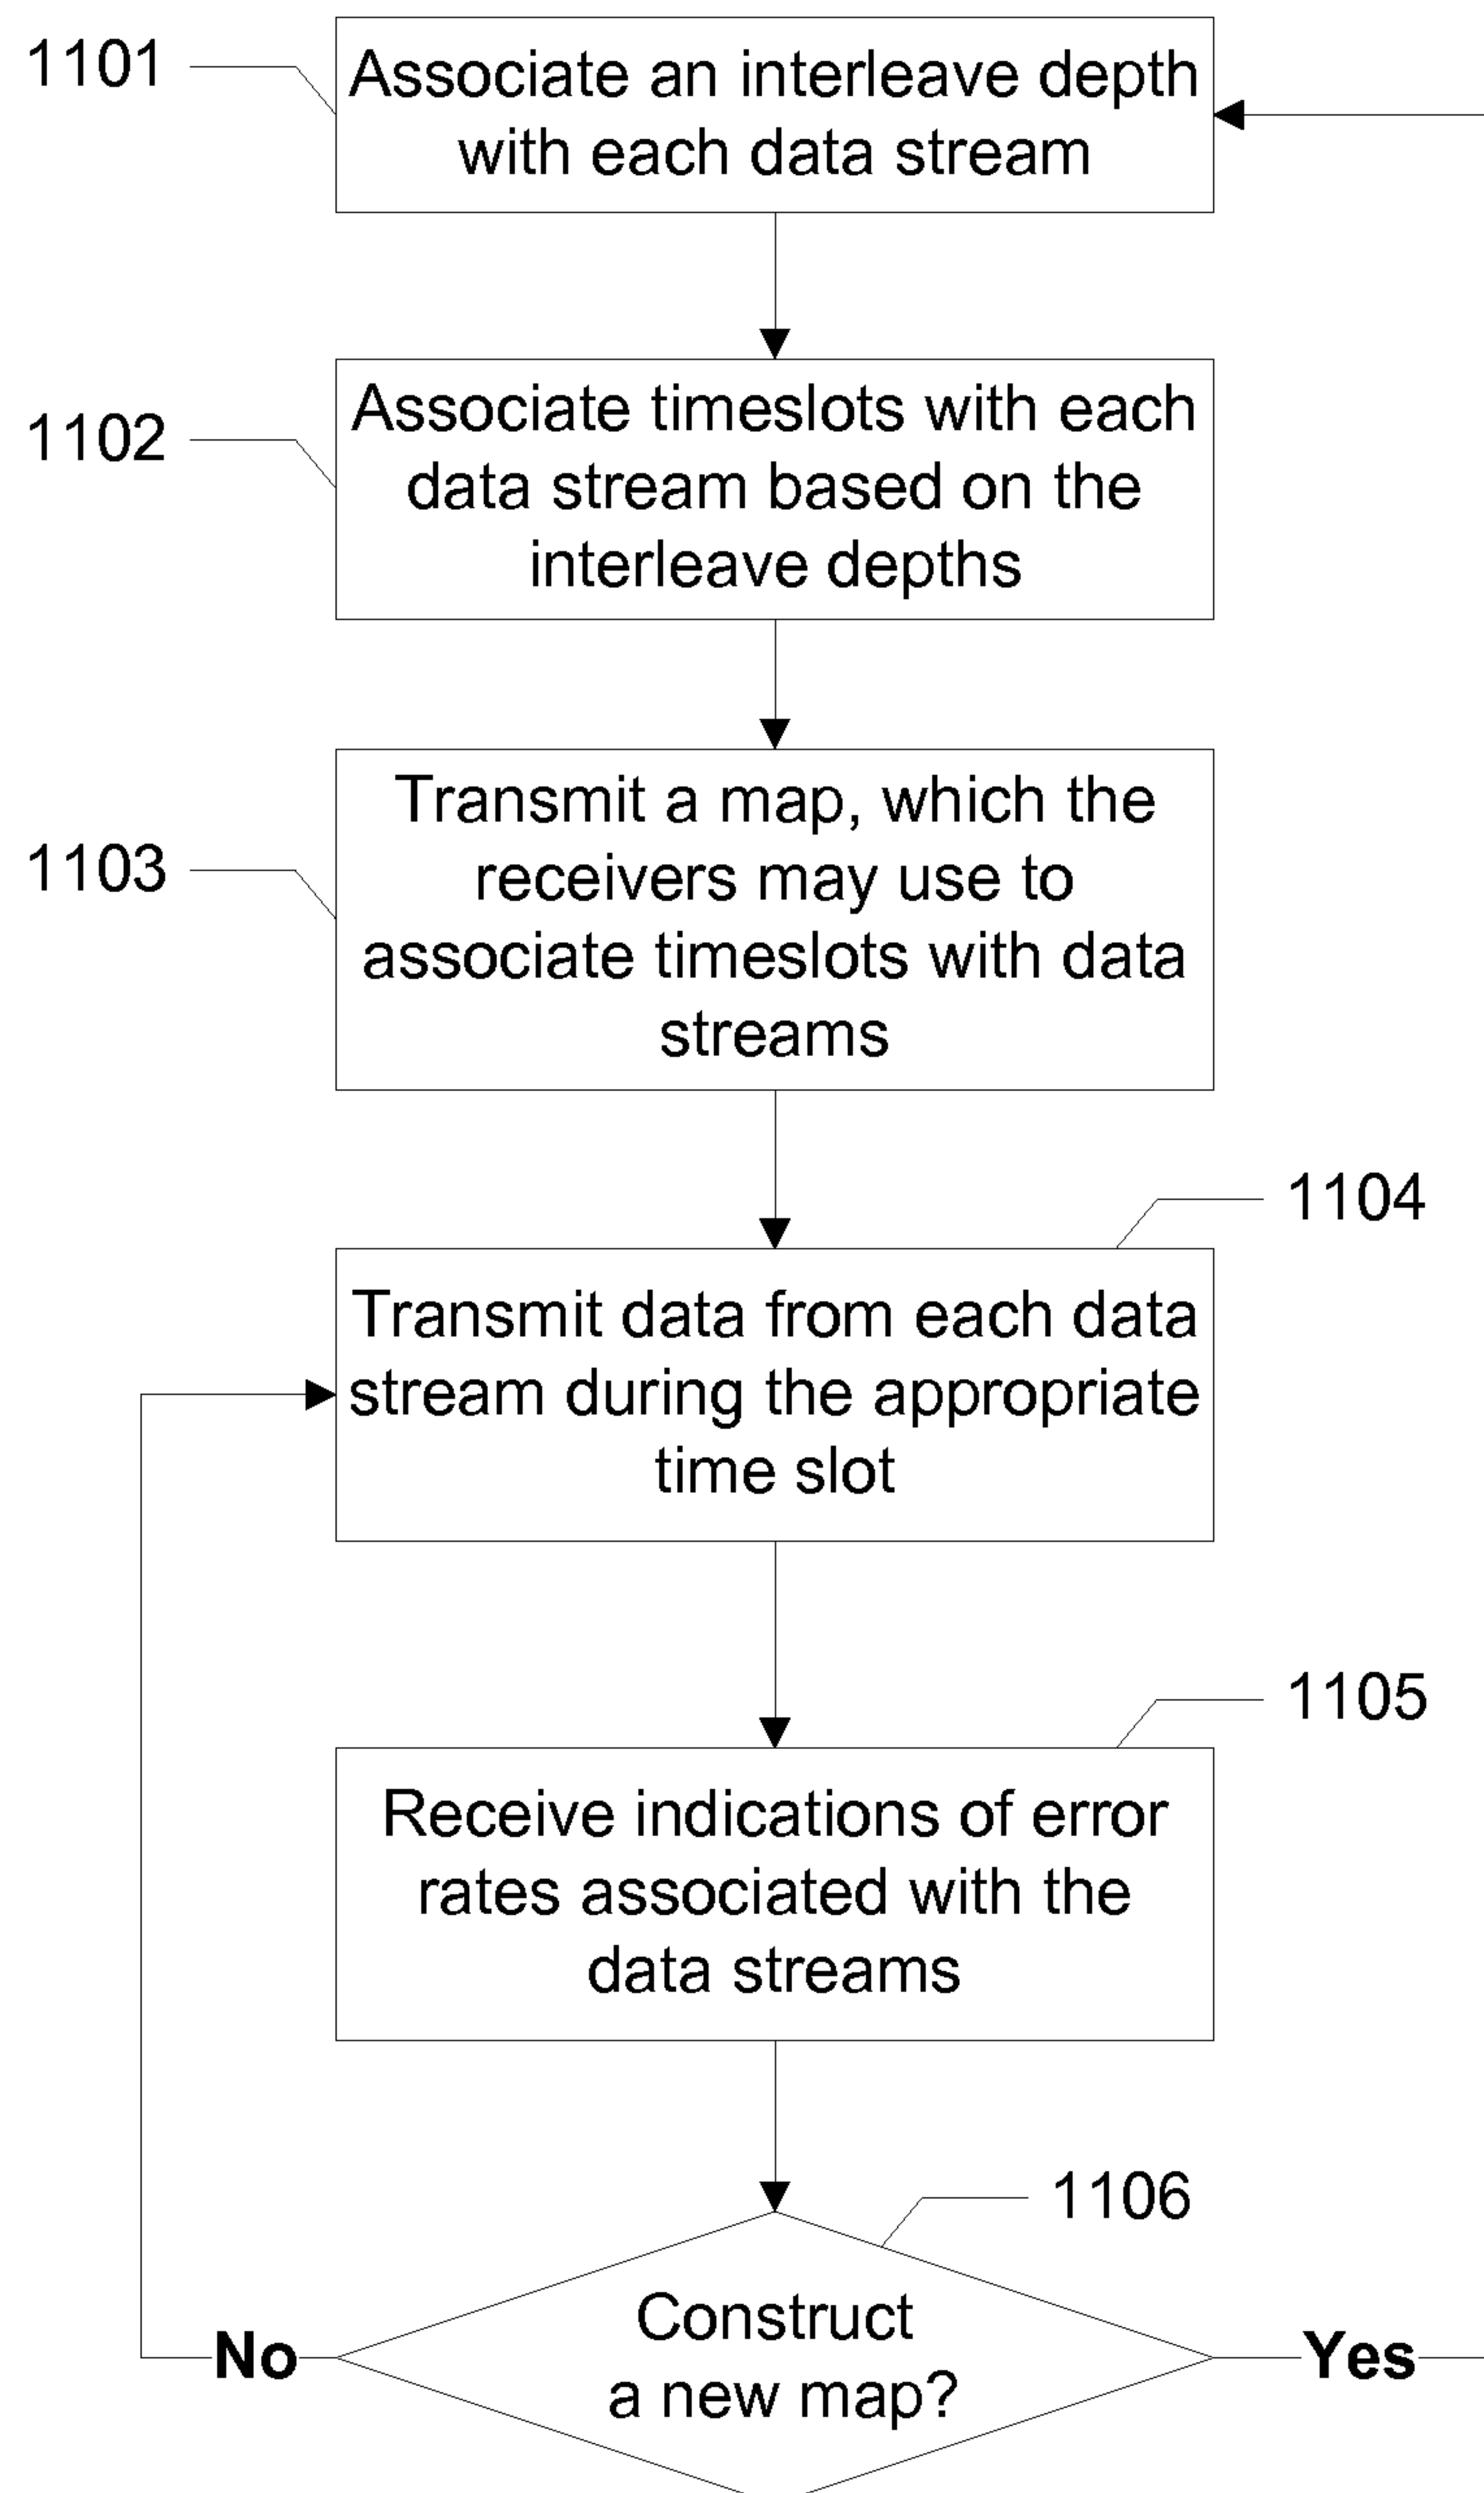 1101
Associate an interleave depth
with each data stream
1102
Associate timeslots with each
data stream based on the
interleave depths
1103
Transmit a map, which the
receivers may use to
associate timeslots with data
streams
1104
Transmit data from each data
stream during the appropriate
time slot
1105
Receive indications of error
rates associated with the
data streams
1106
Construct
a new map?
No
Yes